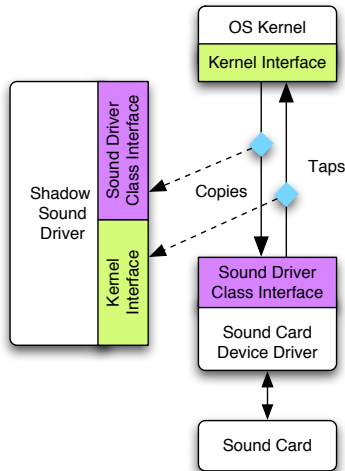 OS Kernel
Kernel Interface
Sound Driver
Class Interface
Shadow
Sound
Driver
Kernel
Interface
Copies
Taps
Sound Driver
Class Interface
Sound Card
Device Driver
Sound Card